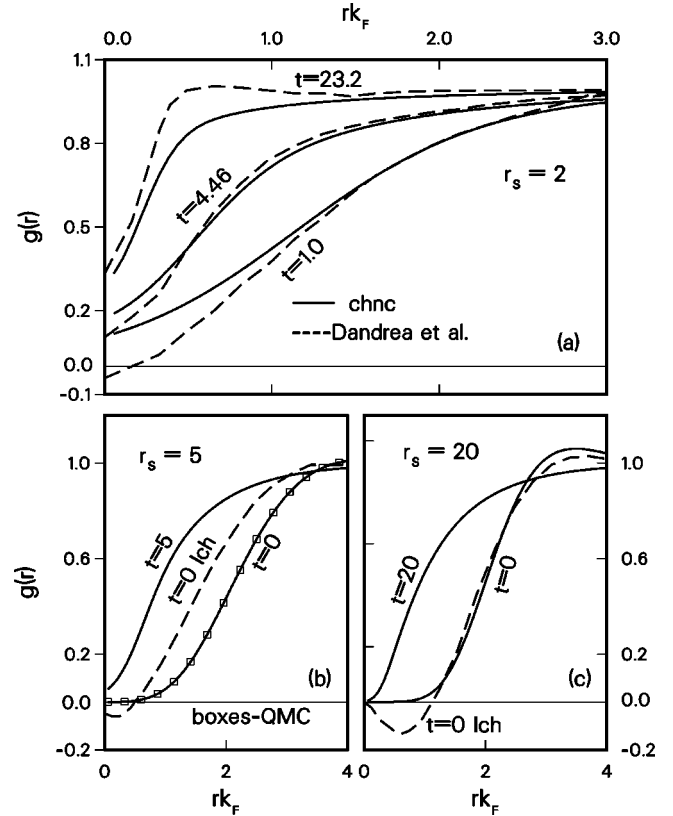 rk_F
0.0 1.0 2.0 3.0
1.1
0.8
0.5
0.2
0.0
-0.1
g(r)
t=23.2
t=4.46
t=1.0
r_s = 2
chnc
Dandrea et al.
(a)
r_s = 5
1.0
0.6
0.2
0.0
-0.2
g(r)
t=5
t=0 lch
t=0
(b)
boxes-QMC
0 2 4
rk_F
r_s = 20
t=20
t=0
t=0 lch
(c)
1.0
0.6
0.2
0.0
-0.2
0 2 4
rk_F